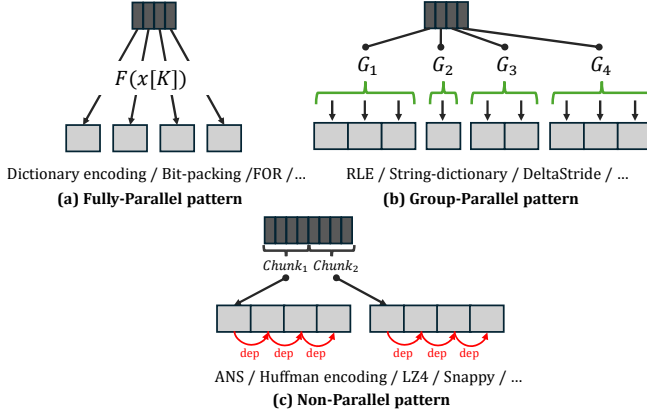 F(x[K])
G₁ G₂ G₃ G₄
Dictionary encoding / Bit-packing /FOR /...
RLE / String-dictionary / DeltaStride / ...
(a) Fully-Parallel pattern
(b) Group-Parallel pattern
Chunk₁ Chunk₂
dep dep dep dep dep dep
ANS / Huffman encoding / LZ4 / Snappy / ...
(c) Non-Parallel pattern